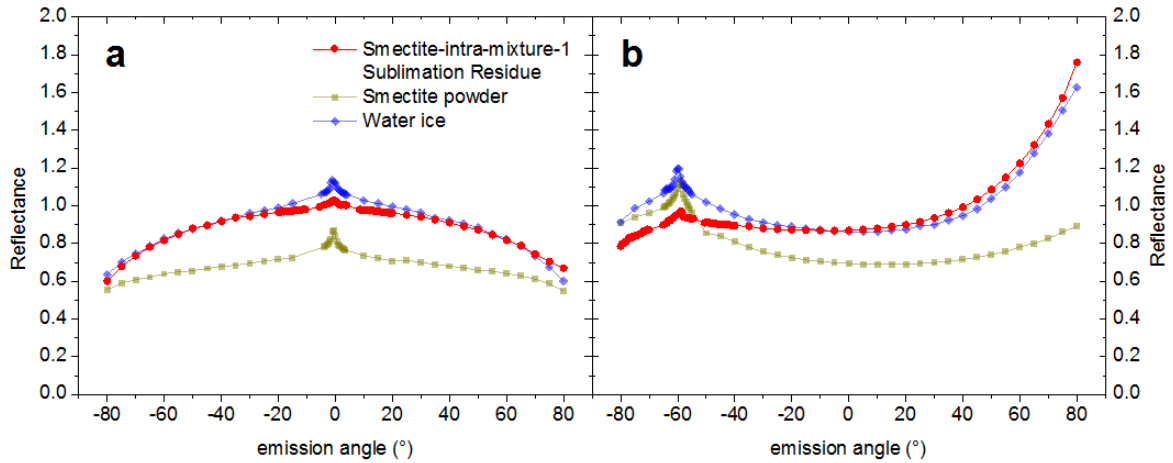 a
b
Smectite-intra-mixture-1
Sublimation Residue
Smectite powder
Water ice
Reflectance
2.0
1.8
1.6
1.4
1.2
1.0
0.8
0.6
0.4
0.2
0.0
-80 -60 -40 -20 0 20 40 60 80
emission angle (°)
-80 -60 -40 -20 0 20 40 60 80
emission angle (°)
2.0
1.8
1.6
1.4
1.2
1.0
0.8
0.6
0.4
0.2
0.0
Reflectance